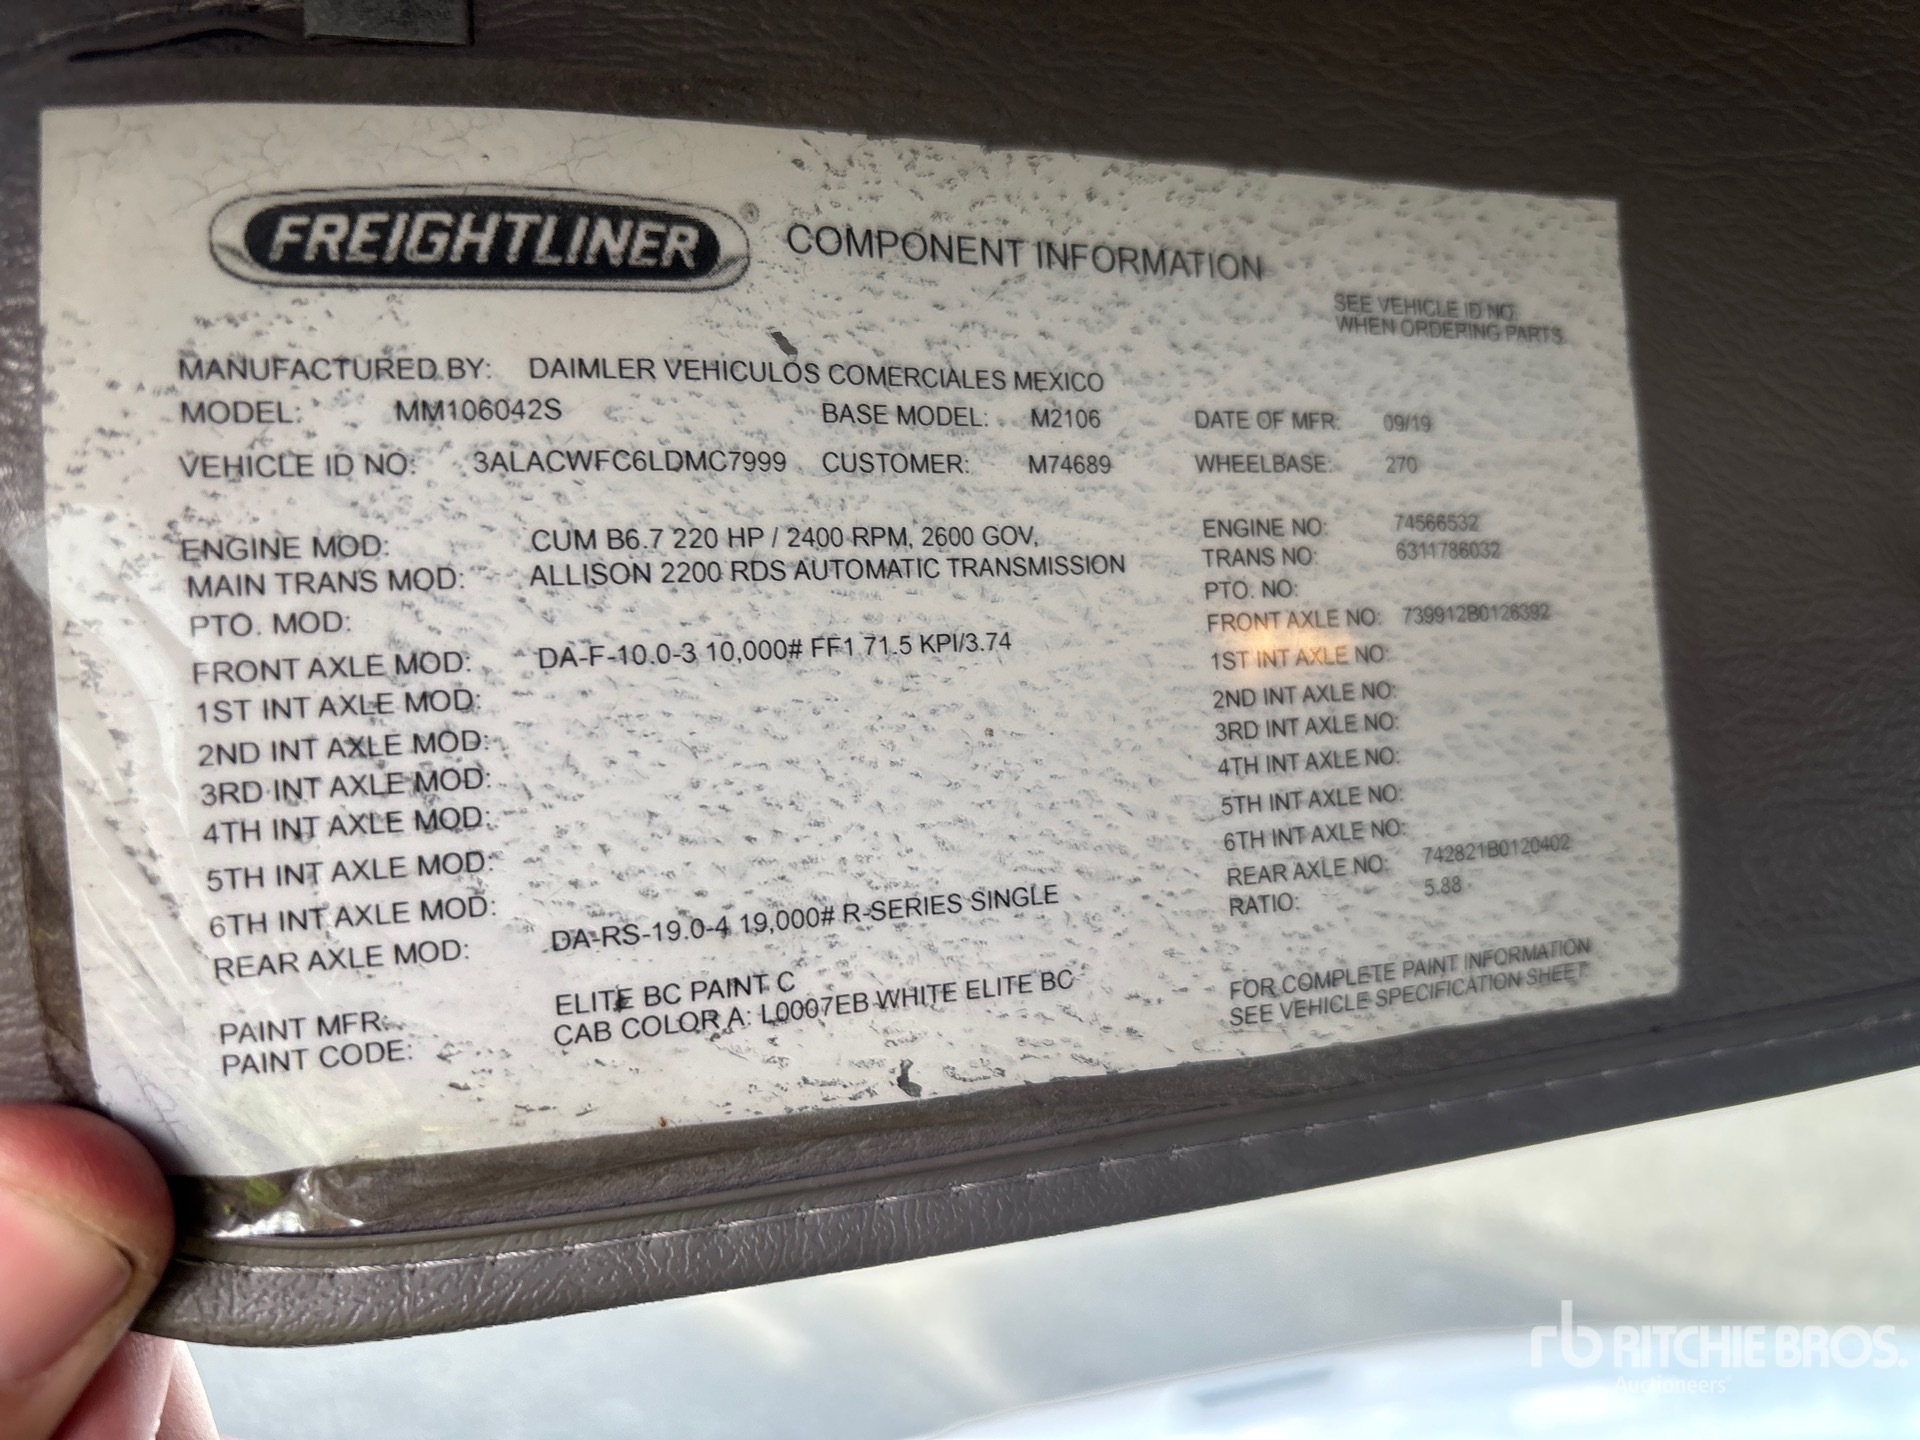 FREIGHTLINER® COMPONENT INFORMATION
SEE VEHICLE ID NO.
WHEN ORDERING PARTS
MANUFACTURED BY: DAIMLER VEHICULOS COMERCIALES MEXICO
MODEL: MM106042S BASE MODEL: M2106 DATE OF MFR: 09/19
VEHICLE ID NO: 3ALACWFC6LDMC7999 CUSTOMER: M74689 WHEELBASE: 270
ENGINE MOD: CUM B6.7 220 HP / 2400 RPM, 2600 GOV, ENGINE NO: 74566532
MAIN TRANS MOD: ALLISON 2200 RDS AUTOMATIC TRANSMISSION TRANS NO: 6311786032
PTO. MOD: PTO. NO:
FRONT AXLE MOD: DA-F-10.0-3 10,000# FF1 71.5 KPI/3.74 FRONT AXLE NO: 739912B0126392
1ST INT AXLE MOD: 1ST INT AXLE NO:
2ND INT AXLE MOD: 2ND INT AXLE NO:
3RD INT AXLE MOD: 3RD INT AXLE NO:
4TH INT AXLE MOD: 4TH INT AXLE NO:
5TH INT AXLE MOD: 5TH INT AXLE NO:
6TH INT AXLE MOD: 6TH INT AXLE NO:
REAR AXLE MOD: DA-RS-19.0-4 19,000# R-SERIES SINGLE REAR AXLE NO: 742821B0120402
RATIO: 5.88
PAINT MFR: ELITE BC PAINT C FOR COMPLETE PAINT INFORMATION
PAINT CODE: CAB COLOR A: L0007EB WHITE ELITE BC SEE VEHICLE SPECIFICATION SHEET
rb RITCHIE BROS.
Auctioneers